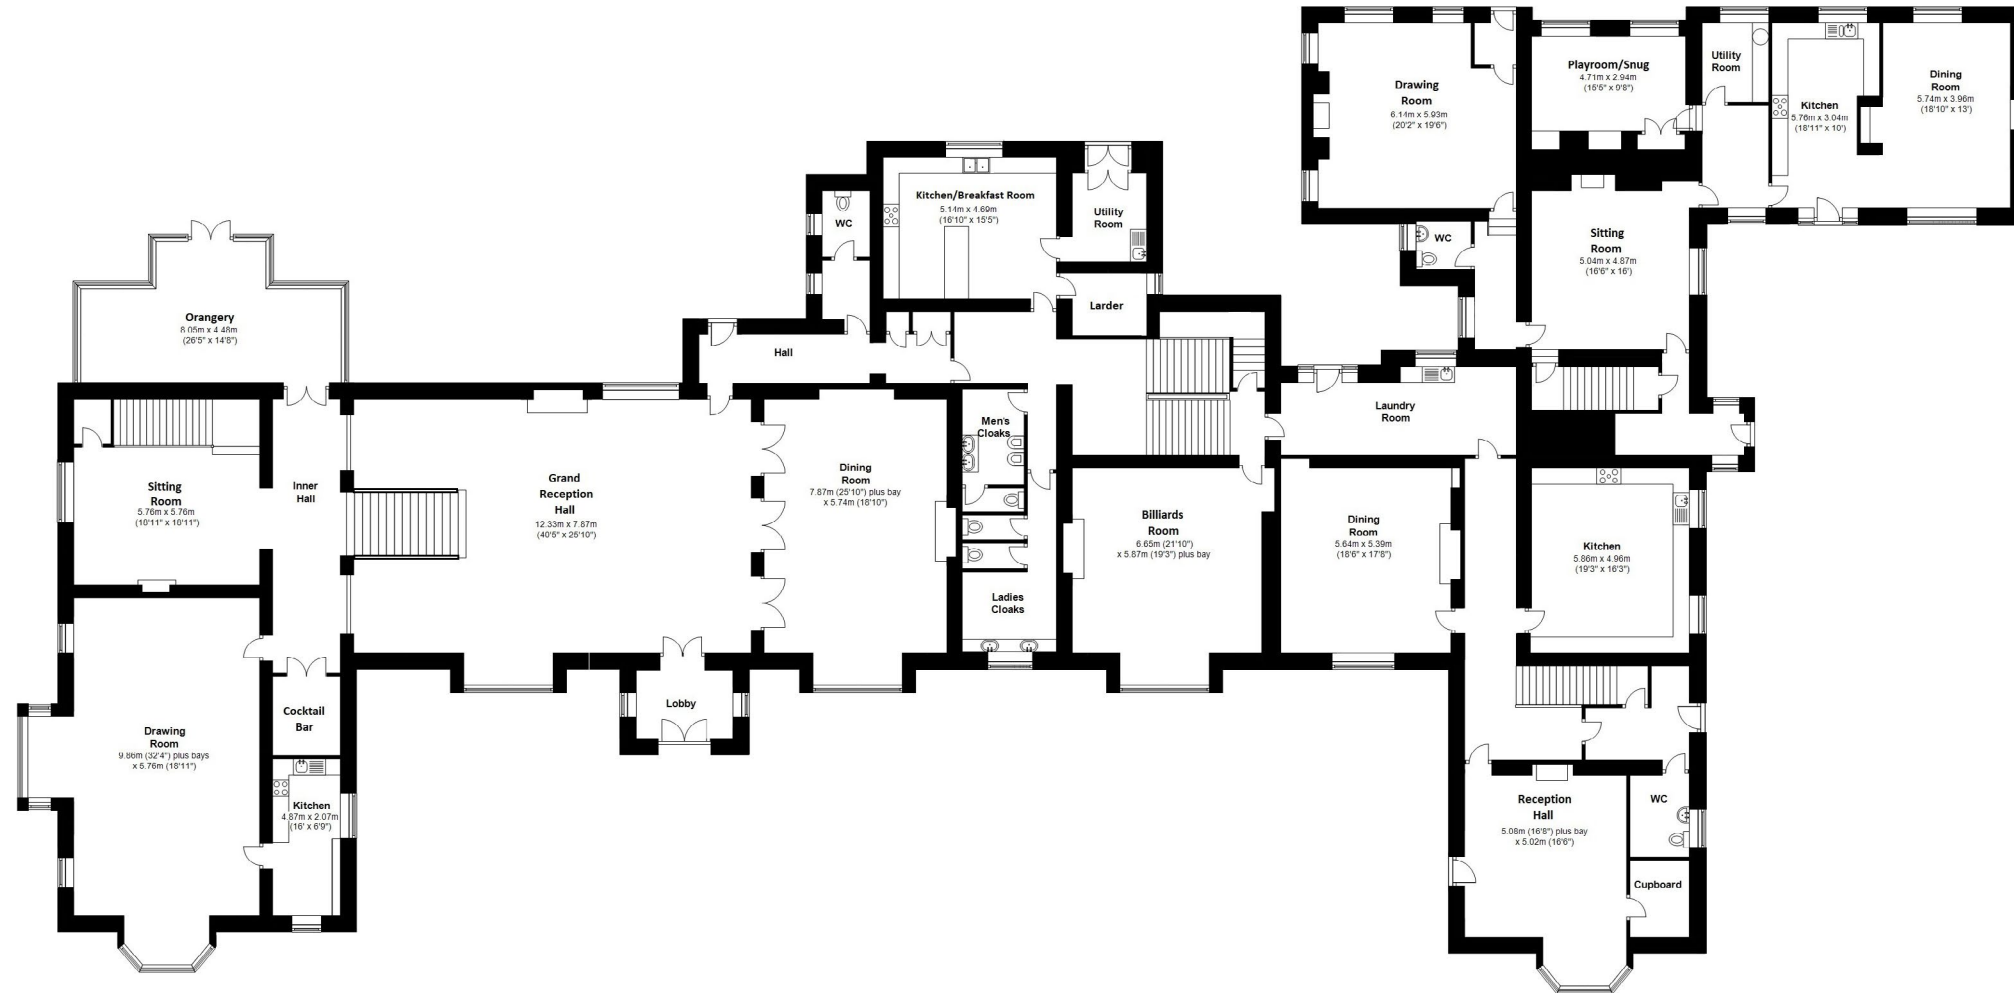 Drawing
Room
6.14m x 5.93m
(20'2" x 19'6")
Playroom/Snug
4.71m x 2.94m
(15'5" x 9'8")
Utility
Room
Kitchen
5.76m x 3.04m
(18'11" x 10')
Dining
Room
5.74m x 3.96m
(18'10" x 13')
Kitchen/Breakfast Room
5.14m x 4.69m
(16'10" x 15'5")
WC
Utility
Room
WC
Sitting
Room
5.04m x 4.87m
(16'6" x 16')
Larder
Orangery
8.05m x 4.48m
(26'5" x 14'8")
Hall
Laundry
Room
Men's
Cloaks
Sitting
Room
5.76m x 5.76m
(10'11" x 10'11")
Inner
Hall
Grand
Reception
Hall
12.33m x 7.87m
(40'5" x 25'10")
Dining
Room
7.87m (25'10") plus bay
x 5.74m (18'10")
Billiards
Room
6.65m (21'10")
x 5.87m (19'3") plus bay
Dining
Room
5.64m x 5.39m
(18'6" x 17'8")
Kitchen
5.86m x 4.96m
(19'3" x 16'3")
Ladies
Cloaks
Lobby
Cocktail
Bar
Drawing
Room
9.86m (32'4") plus bays
x 5.76m (18'11")
Kitchen
4.87m x 2.07m
(16' x 6'9")
Reception
Hall
5.08m (16'8") plus bay
x 5.02m (16'6")
WC
Cupboard